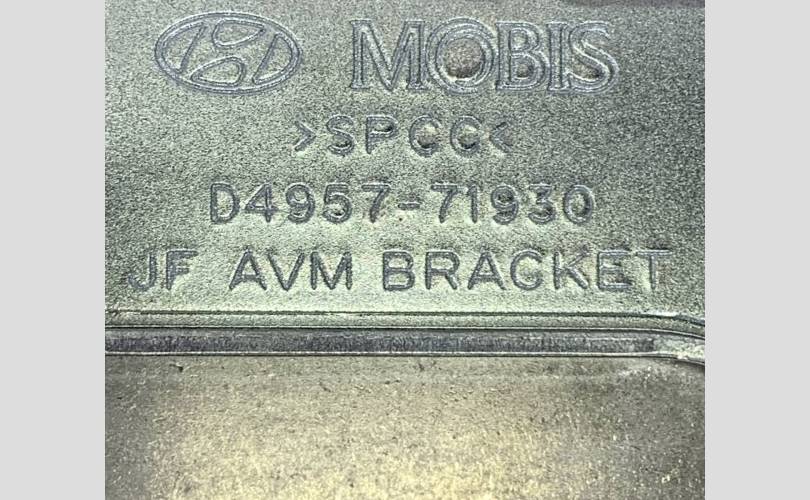 MOBIS
>SPCC<
D4957-71930
JF AVM BRACKET